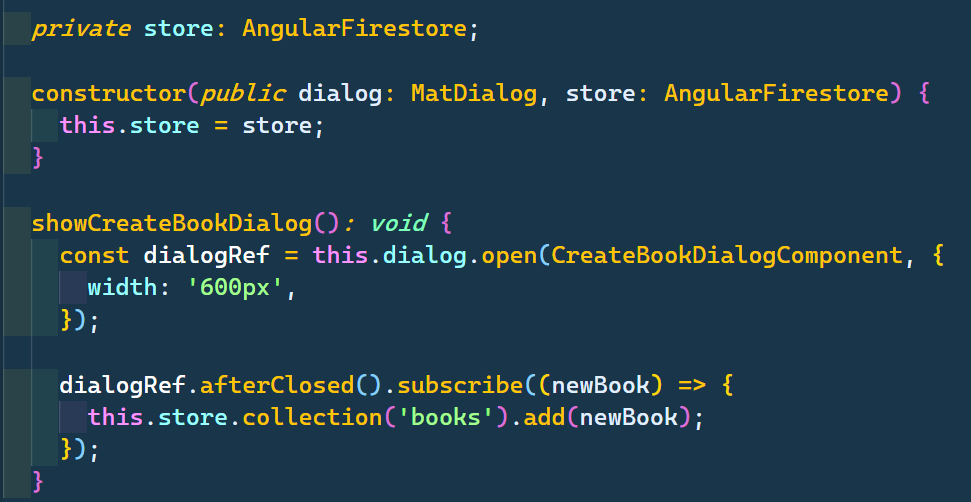 private store: AngularFirestore;
constructor(public dialog: MatDialog, store: AngularFirestore) {
this.store = store;
}
showCreateBookDialog(): void {
const dialogRef = this.dialog.open(CreateBookDialogComponent, {
width: '600px',
});
dialogRef.afterClosed().subscribe((newBook) => {
this.store.collection('books').add(newBook);
});
}